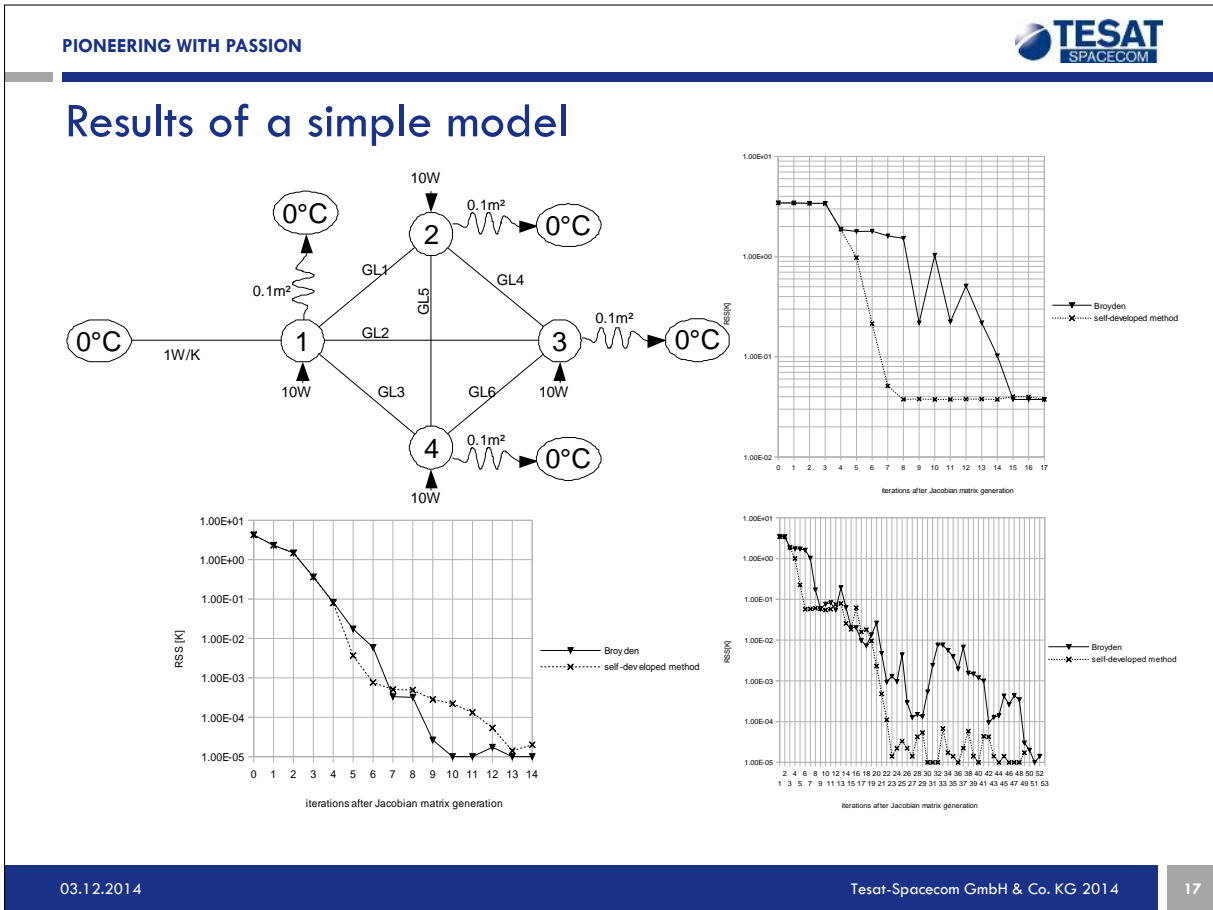 PIONEERING WITH PASSION
TESAT
SPACECOM
Results of a simple model
10W
0°C
0.1m²
2
0°C
0.1m²
GL1
GL5
GL4
0°C
1W/K
1
GL2
3
0.1m²
0°C
10W
10W
GL3
GL6
0.1m²
4
0°C
10W
1.00E+01
1.00E+00
1.00E-01
1.00E-02
RSS[K]
0 1 2 3 4 5 6 7 8 9 10 11 12 13 14 15 16 17
iterations after Jacobian matrix generation
Broyden
self-developed method
1.00E+01
1.00E+00
1.00E-01
1.00E-02
1.00E-03
1.00E-04
1.00E-05
RSS [K]
0 1 2 3 4 5 6 7 8 9 10 11 12 13 14
iterations after Jacobian matrix generation
Broyden
self-developed method
1.00E+01
1.00E+00
1.00E-01
1.00E-02
1.00E-03
1.00E-04
1.00E-05
RSS[K]
2 4 6 8 10 12 14 16 18 20 22 24 26 28 30 32 34 36 38 40 42 44 46 48 50 52
1 3 5 7 9 11 13 15 17 19 21 23 25 27 29 31 33 35 37 39 41 43 45 47 49 51 53
iterations after Jacobian matrix generation
Broyden
self-developed method
03.12.2014
Tesat-Spacecom GmbH & Co. KG 2014
17